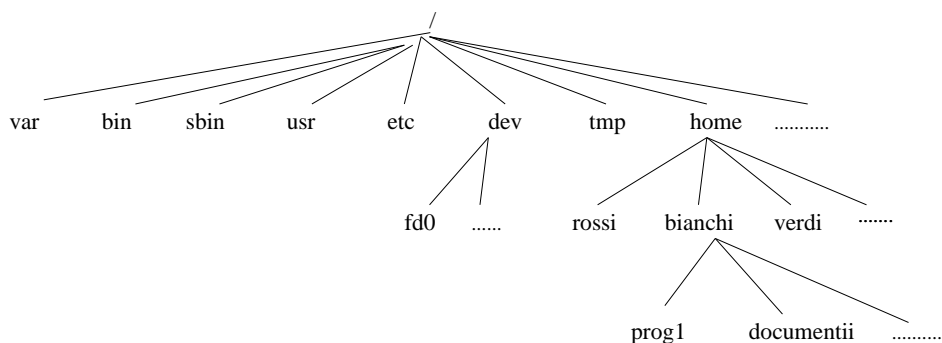 /
var bin sbin usr etc dev tmp home ...........
fd0 ...... rossi bianchi verdi .......
prog1 documentii ..........